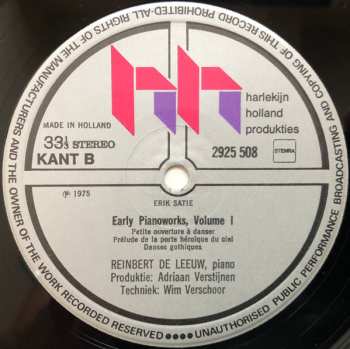 ALL RIGHTS OF THE MANUFACTURERS AND THE OWNER OF THE WORK RECORDED RESERVED · UNAUTHORISED PUBLIC PERFORMANCE BROADCASTING AND COPYING OF THIS RECORD PROHIBITED
hh
harlekijn
holland
produkties
MADE IN HOLLAND
33⅓ STEREO
KANT B
2925 508
STEMRA
℗ 1975
ERIK SATIE
Early Pianoworks, Volume I
Petite ouverture à danser
Prélude de la porte héroïque du ciel
Danses gothiques
REINBERT DE LEEUW, piano
Produktie: Adriaan Verstijnen
Techniek: Wim Verschoor